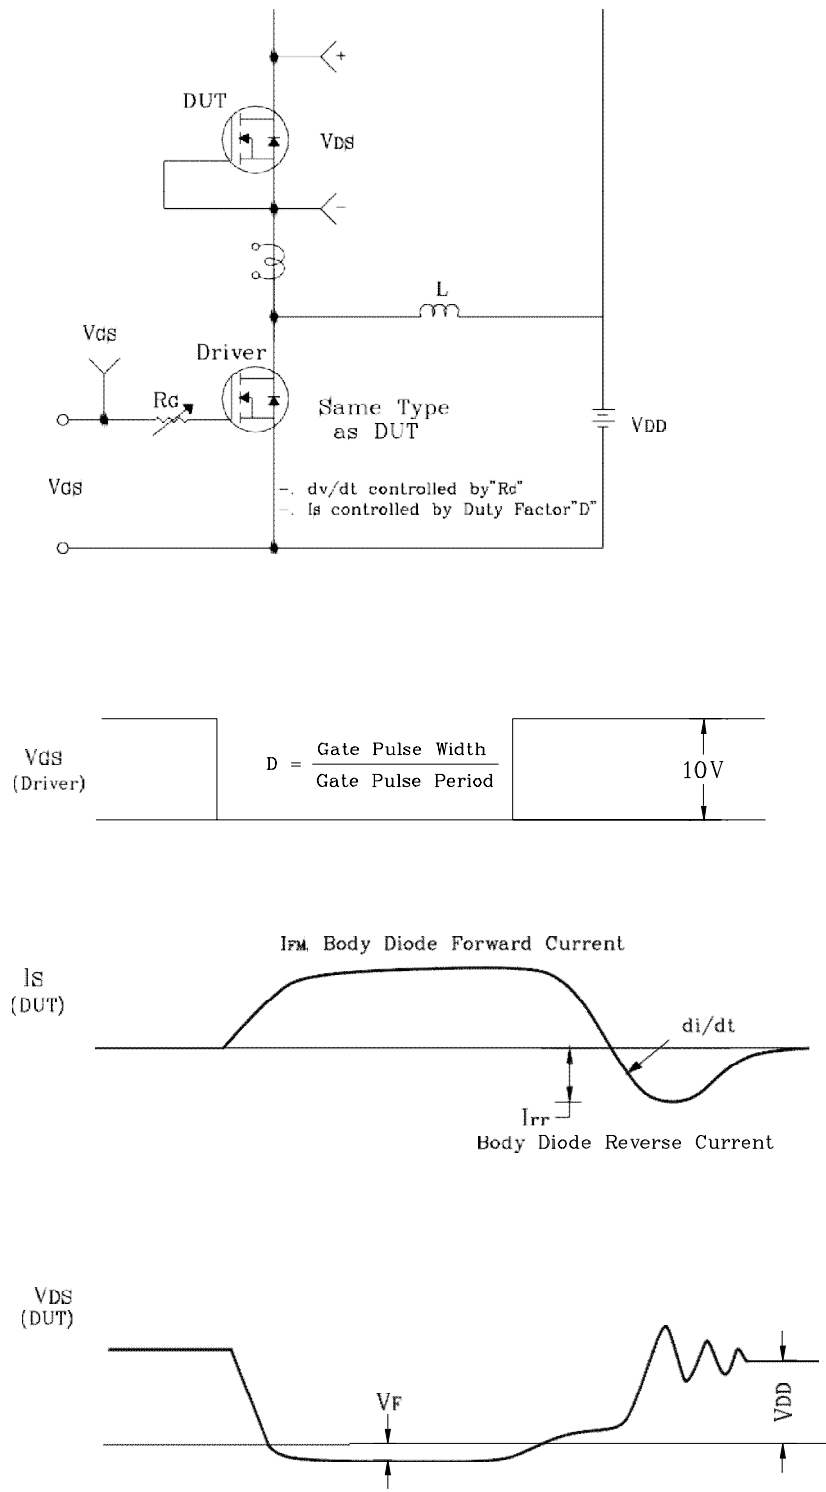 +
DUT
VDS
-
L
VGS
Driver
RG
Same Type
as DUT
VDD
VGS
-. dv/dt controlled by"RG"
-. Is controlled by Duty Factor"D"
VGS
(Driver)
D = Gate Pulse Width
Gate Pulse Period
10V
IFM, Body Diode Forward Current
IS
(DUT)
di/dt
Irr
Body Diode Reverse Current
VDS
(DUT)
VF
VDD